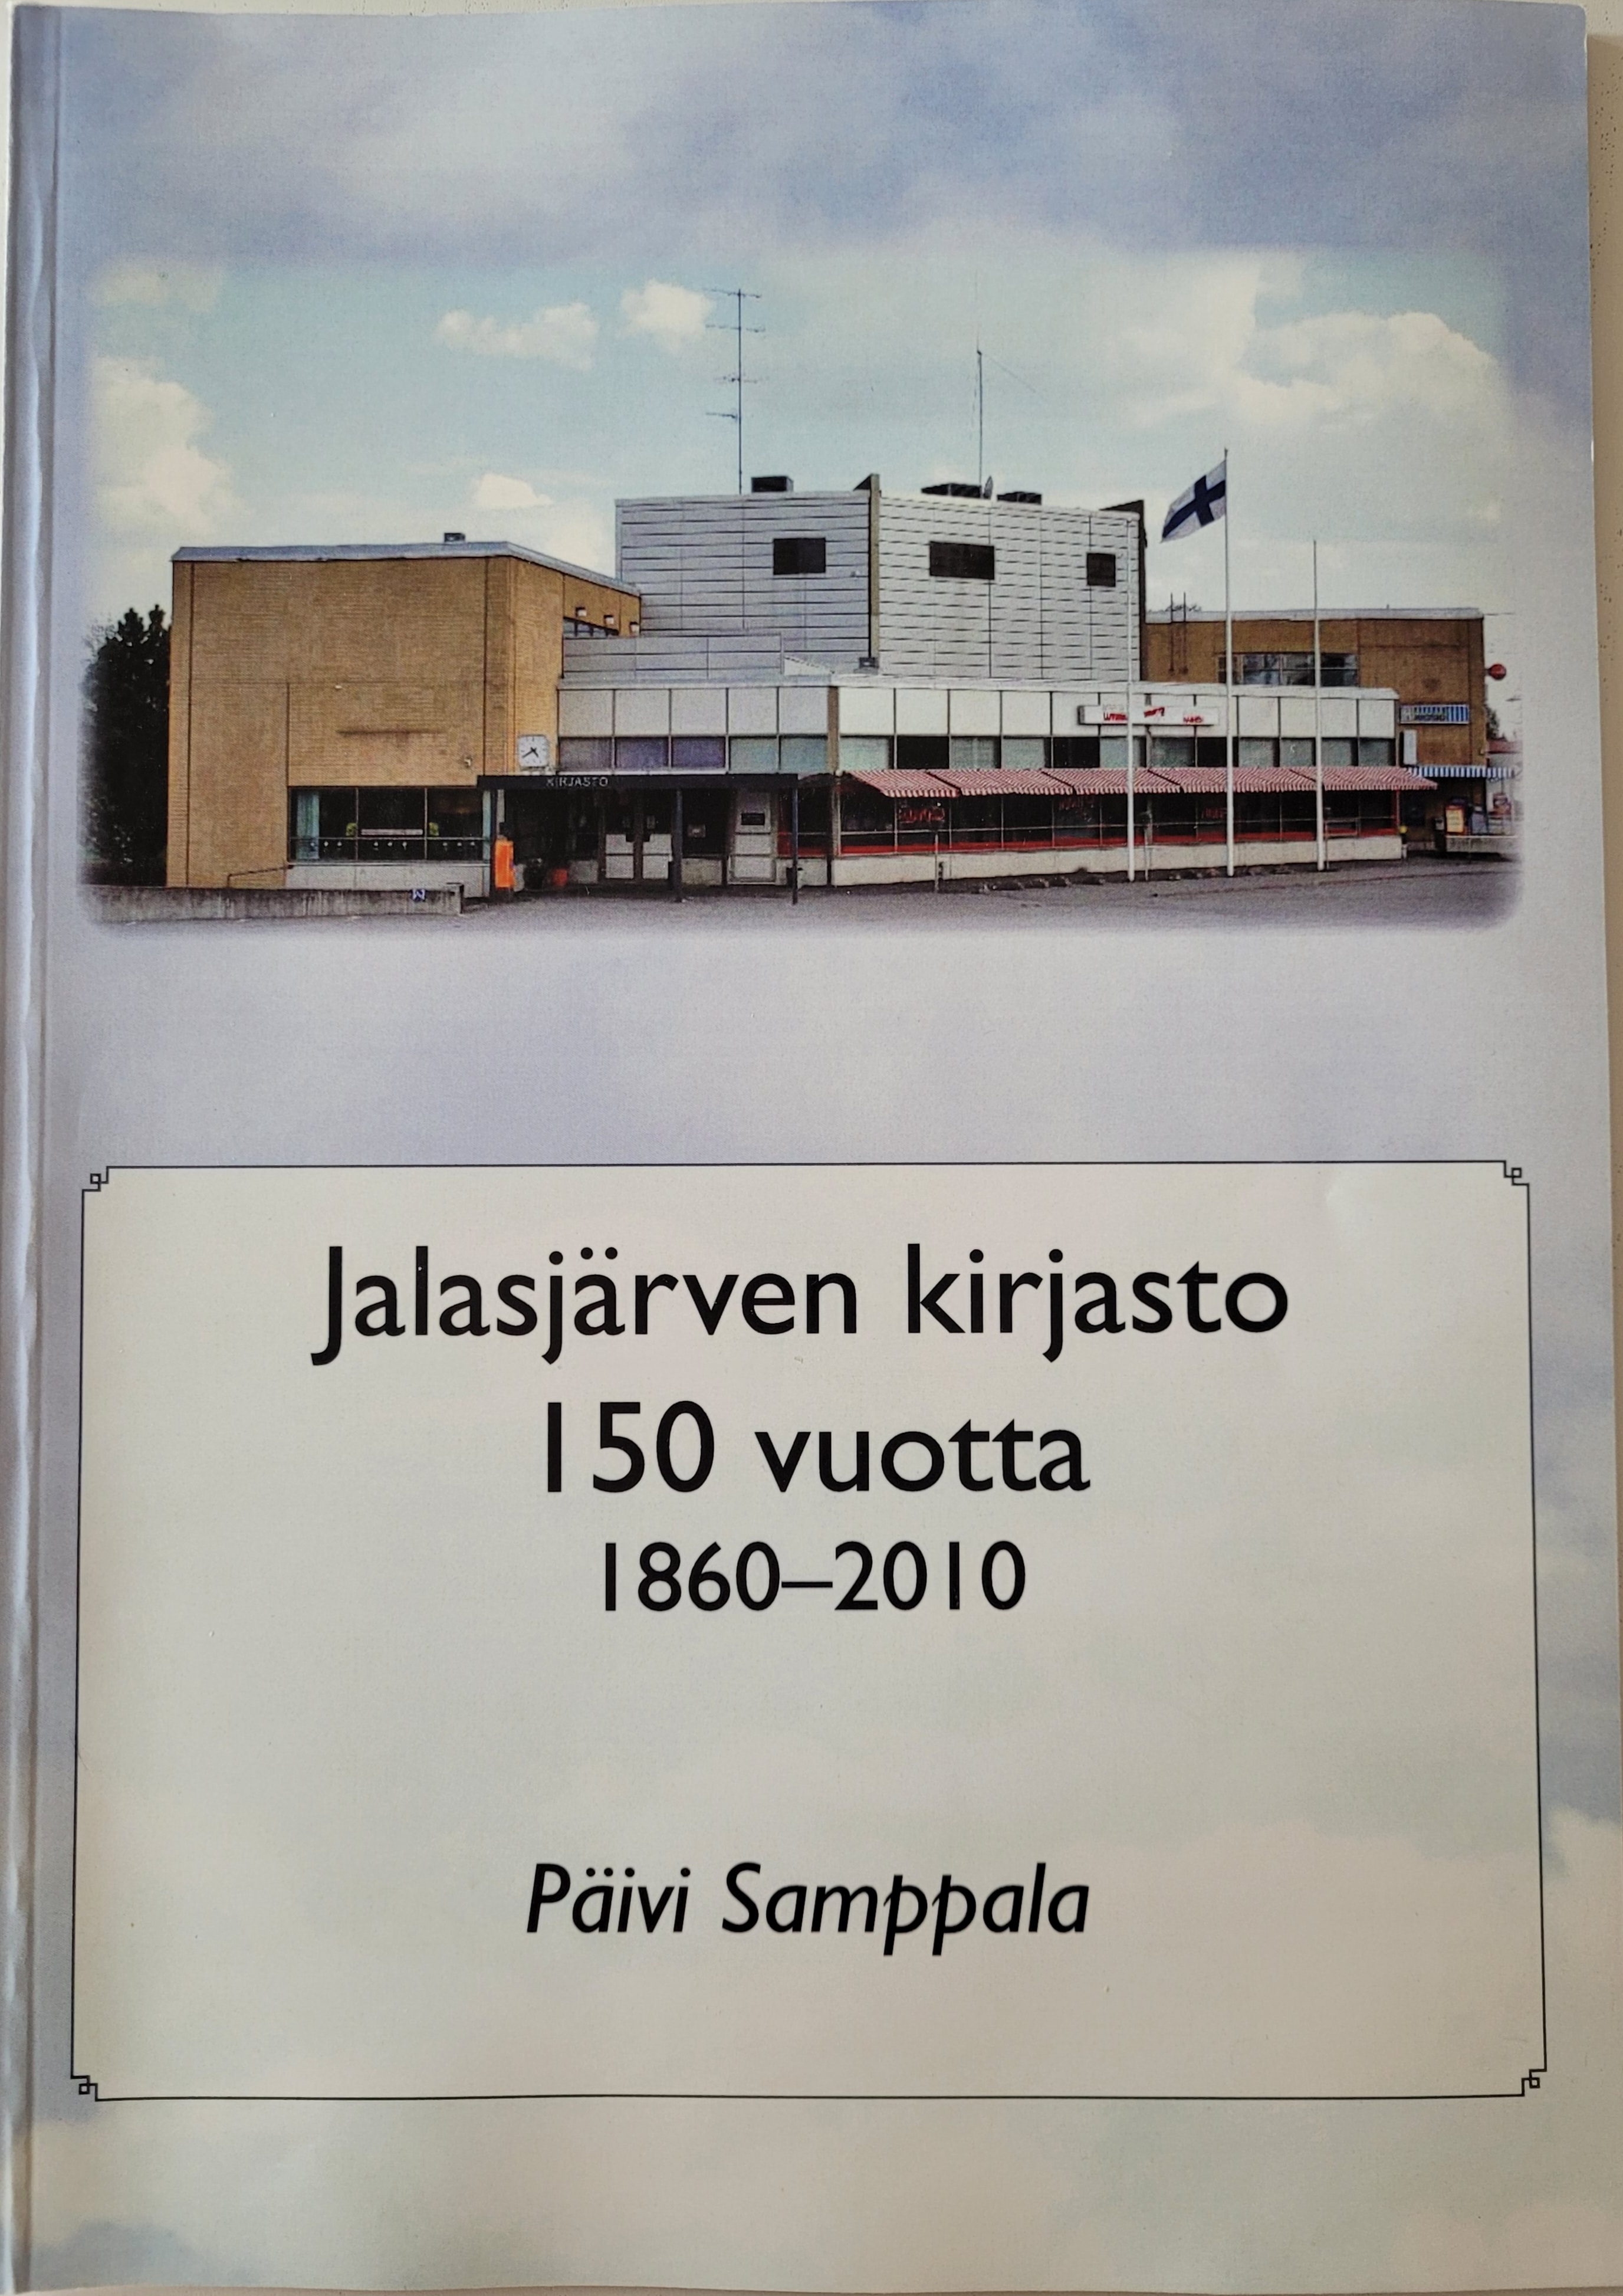 KIRJASTO
Jalasjärven kirjasto
150 vuotta
1860–2010
Päivi Samppala